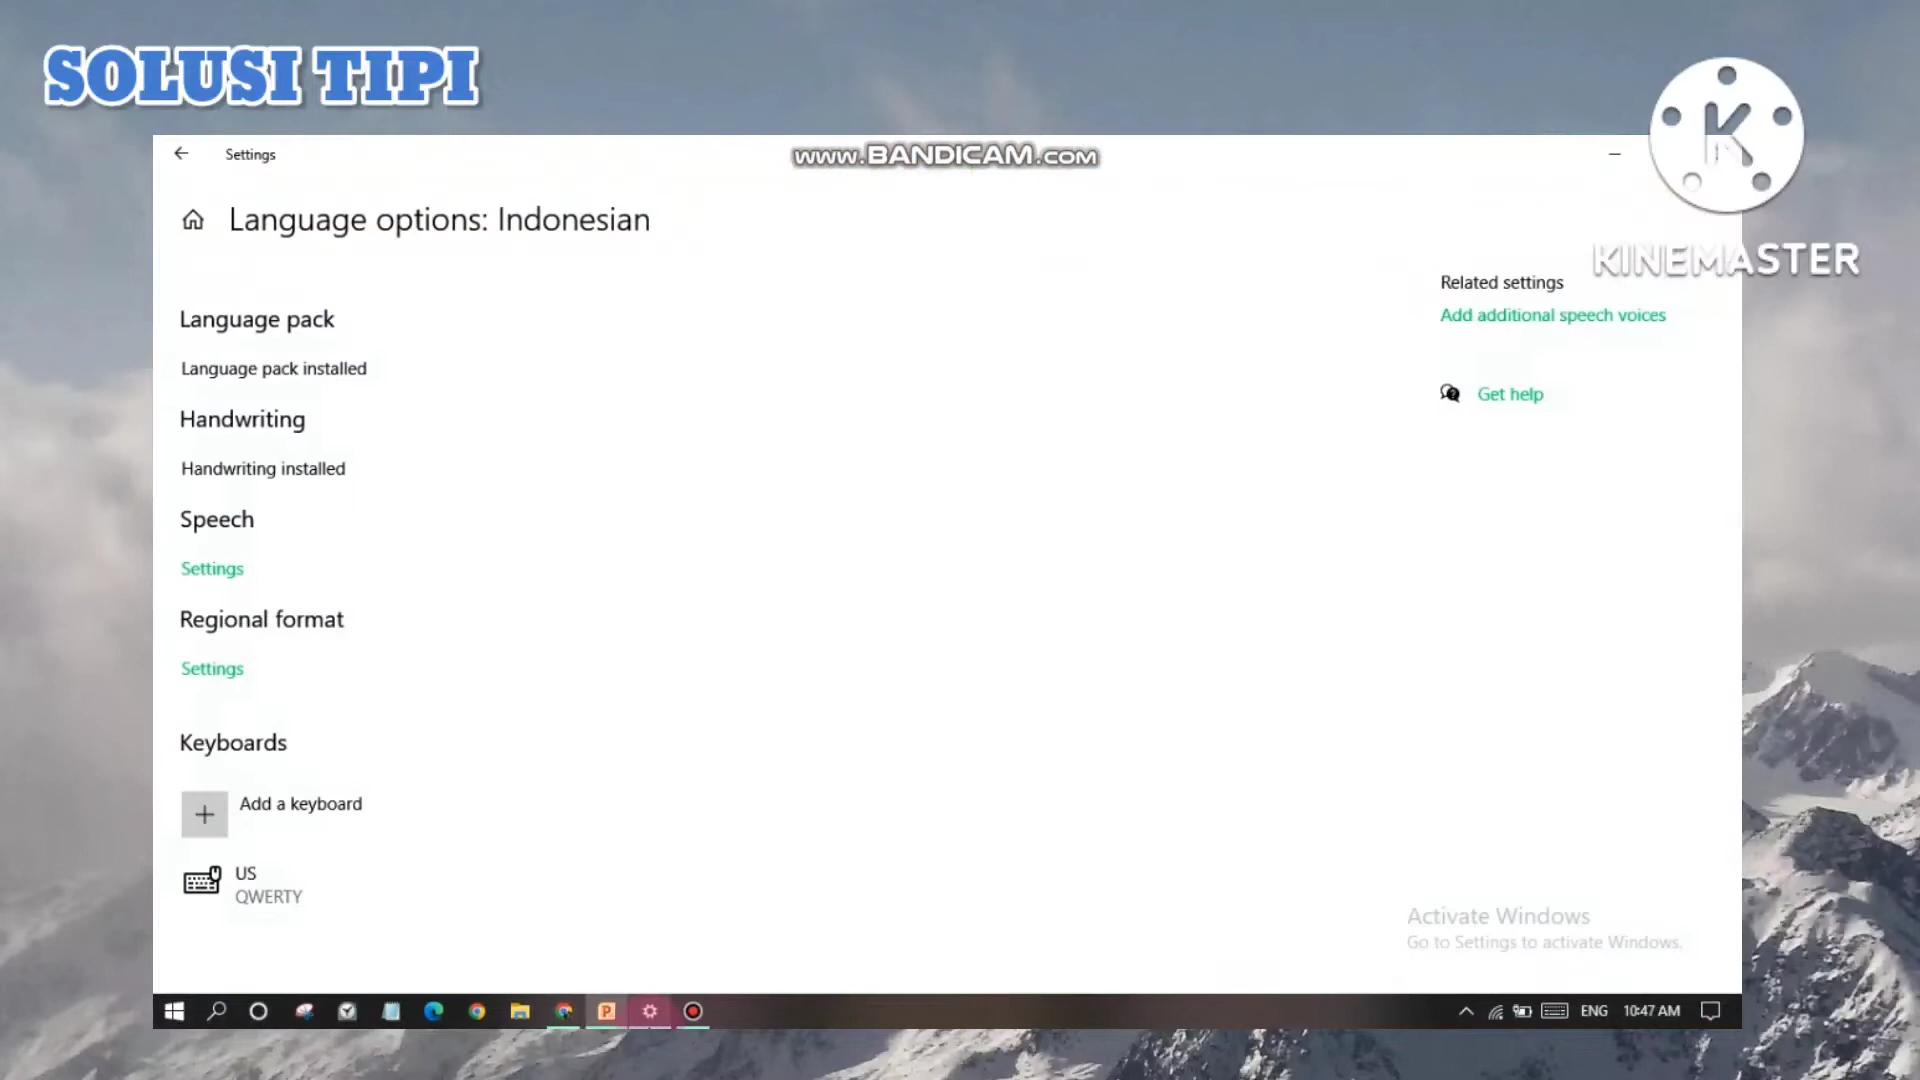 SOLUSI TIPI
Settings
www.BANDICAM.com
KINEMASTER
Language options: Indonesian
Related settings
Add additional speech voices
Get help
Language pack
Language pack installed
Handwriting
Handwriting installed
Speech
Settings
Regional format
Settings
Keyboards
Add a keyboard
US
QWERTY
Activate Windows
Go to Settings to activate Windows.
ENG 10:47 AM